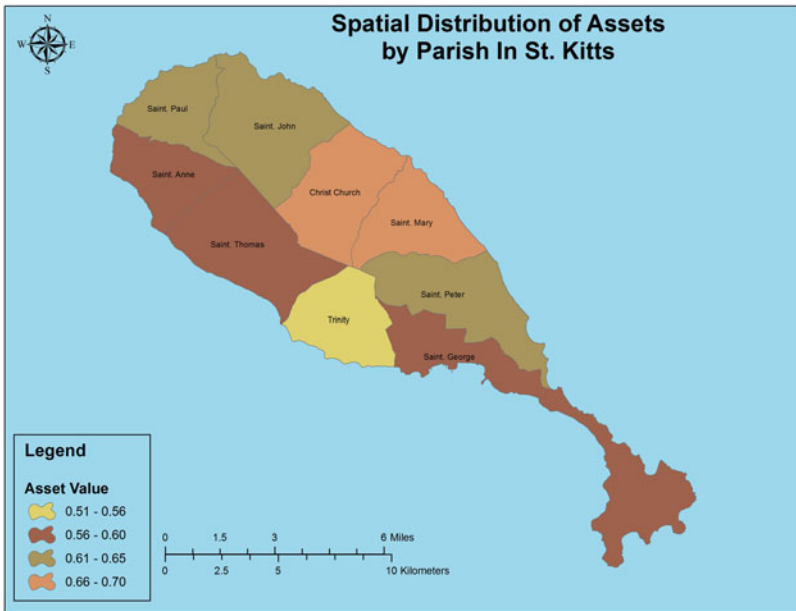 Spatial Distribution of Assets
by Parish In St. Kitts
N
W E
S
Saint. Paul
Saint. John
Saint. Anne
Christ Church
Saint. Mary
Saint. Thomas
Saint. Peter
Trinity
Saint. George
Legend
Asset Value
0.51 - 0.56
0.56 - 0.60
0.61 - 0.65
0.66 - 0.70
0 1.5 3 6 Miles
0 2.5 5 10 Kilometers